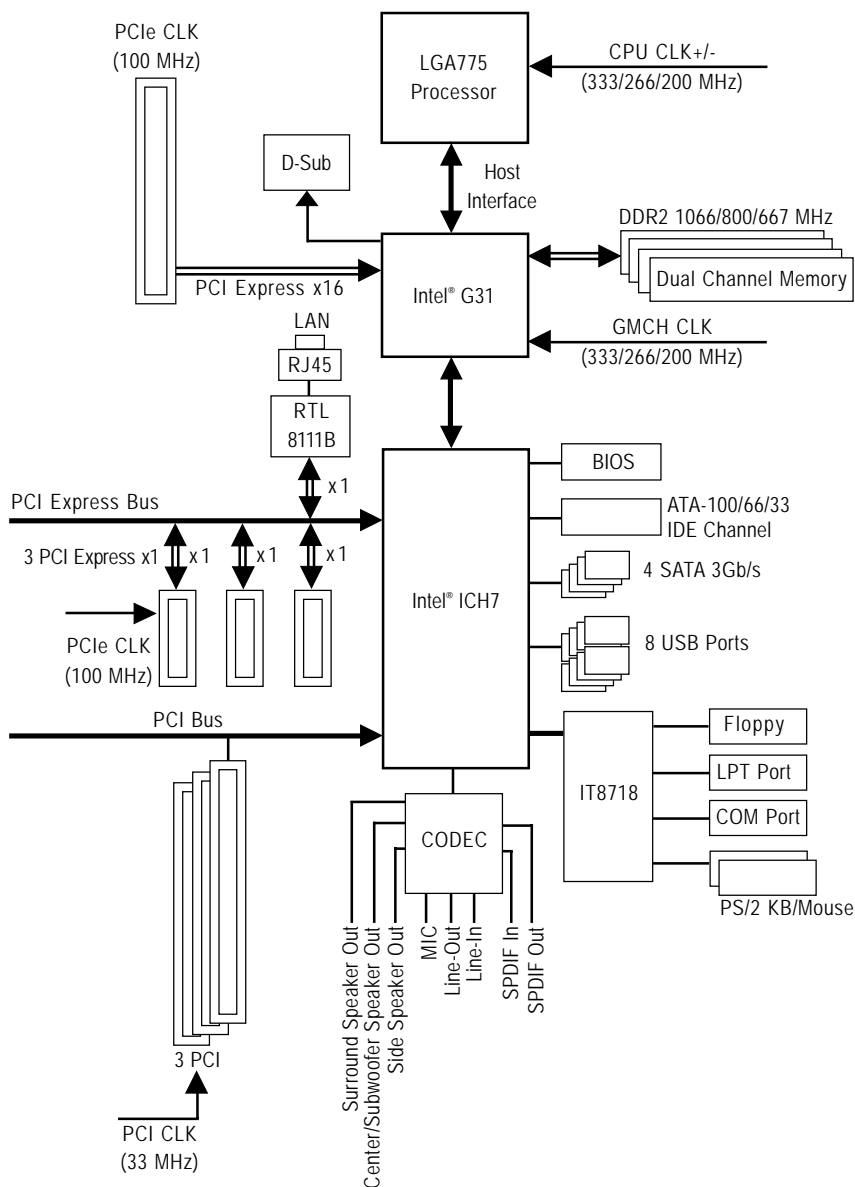 PCIe CLK
(100 MHz)
LGA775
Processor
CPU CLK+/-
(333/266/200 MHz)
D-Sub
Host
Interface
DDR2 1066/800/667 MHz
Dual Channel Memory
PCI Express x16
Intel® G31
GMCH CLK
(333/266/200 MHz)
LAN
RJ45
RTL
8111B
x1
PCI Express Bus
BIOS
ATA-100/66/33
IDE Channel
3 PCI Express x1
x1
x1
x1
4 SATA 3Gb/s
Intel® ICH7
8 USB Ports
PCIe CLK
(100 MHz)
PCI Bus
Floppy
LPT Port
IT8718
COM Port
PS/2 KB/Mouse
CODEC
Surround Speaker Out
Center/Subwoofer Speaker Out
Side Speaker Out
MIC
Line-Out
Line-In
SPDIF In
SPDIF Out
3 PCI
PCI CLK
(33 MHz)